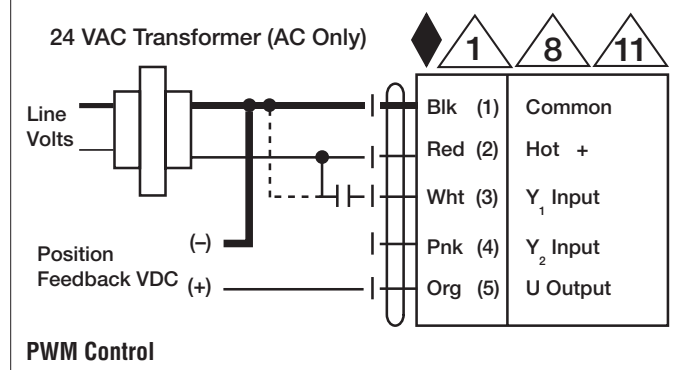 24 VAC Transformer (AC Only)
1
8
11
Line
Volts
Blk (1) Common
Red (2) Hot +
Wht (3) Y1 Input
Pnk (4) Y2 Input
Org (5) U Output
Position
Feedback VDC
(–)
(+)
PWM Control